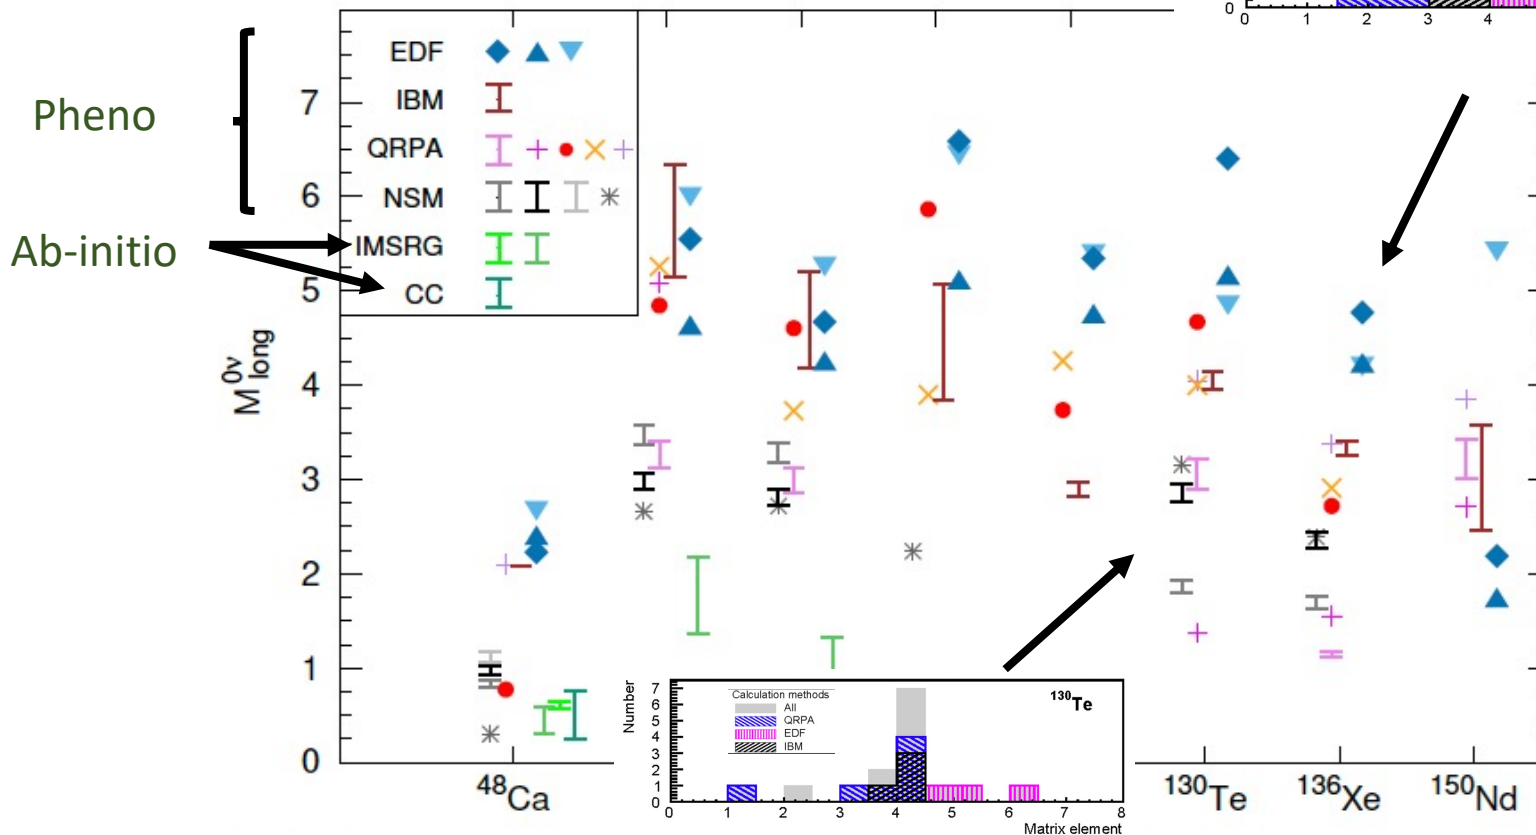 0 1 2 3 4
Pheno
Ab-initio
EDF
IBM
QRPA
NSM
IMSRG
CC
M 0ν long
7
6
5
4
3
2
1
0
48Ca
130Te
136Xe
150Nd
Number
7
6
5
4
3
2
1
0
Calculation methods
All
QRPA
EDF
IBM
130Te
0 1 2 3 4 5 6 7 8
Matrix element